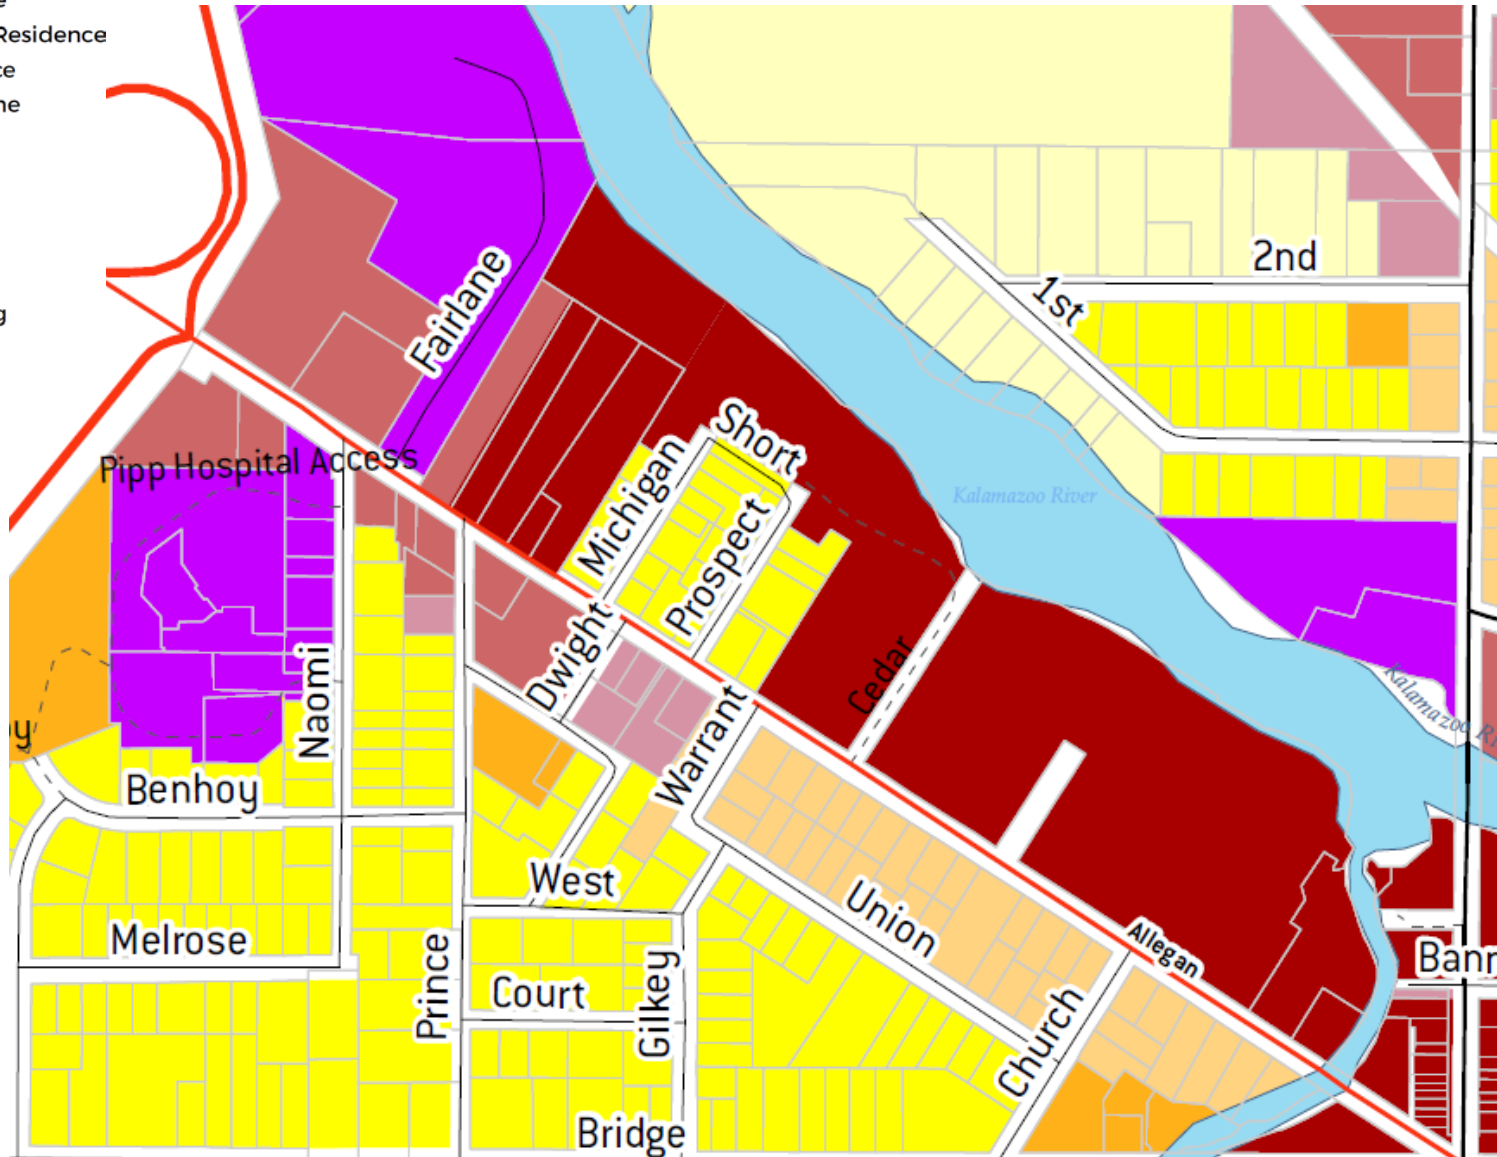 Residence
2nd
1st
Fairlane
Short
Pipp Hospital Access
Michigan
Kalamazoo River
Prospect
Dwight
Cedar
Naomi
Kalamazoo
Warrant
Benhoy
West
Union
Melrose
Allegan
Prince
Court
Gilkey
Church
Bridge